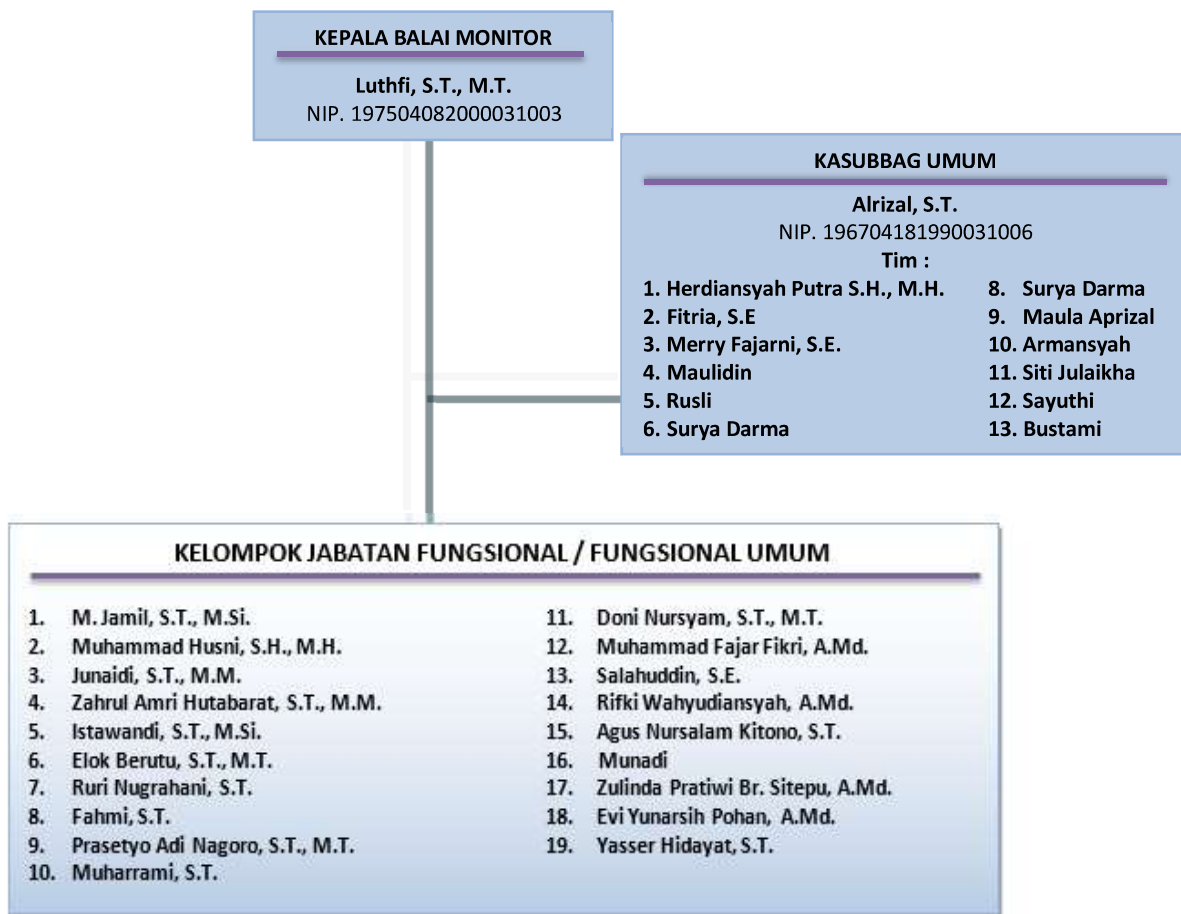 KEPALA BALAI MONITOR
Luthfi, S.T., M.T.
NIP. 197504082000031003
KASUBBAG UMUM
Alrizal, S.T.
NIP. 196704181990031006
Tim :
1. Herdiansyah Putra S.H., M.H.
2. Fitria, S.E
3. Merry Fajarni, S.E.
4. Maulidin
5. Rusli
6. Surya Darma
8. Surya Darma
9. Maula Aprizal
10. Armansyah
11. Siti Julaikha
12. Sayuthi
13. Bustami
KELOMPOK JABATAN FUNGSIONAL / FUNGSIONAL UMUM
1. M. Jamil, S.T., M.Si.
2. Muhammad Husni, S.H., M.H.
3. Junaidi, S.T., M.M.
4. Zahrul Amri Hutabarat, S.T., M.M.
5. Istawandi, S.T., M.Si.
6. Elok Berutu, S.T., M.T.
7. Ruri Nugrahani, S.T.
8. Fahmi, S.T.
9. Prasetyo Adi Nagoro, S.T., M.T.
10. Muharrami, S.T.
11. Doni Nursyam, S.T., M.T.
12. Muhammad Fajar Fikri, A.Md.
13. Salahuddin, S.E.
14. Rifki Wahyudiansyah, A.Md.
15. Agus Nursalam Kitono, S.T.
16. Munadi
17. Zulinda Pratiwi Br. Sitepu, A.Md.
18. Evi Yunarsih Pohan, A.Md.
19. Yasser Hidayat, S.T.